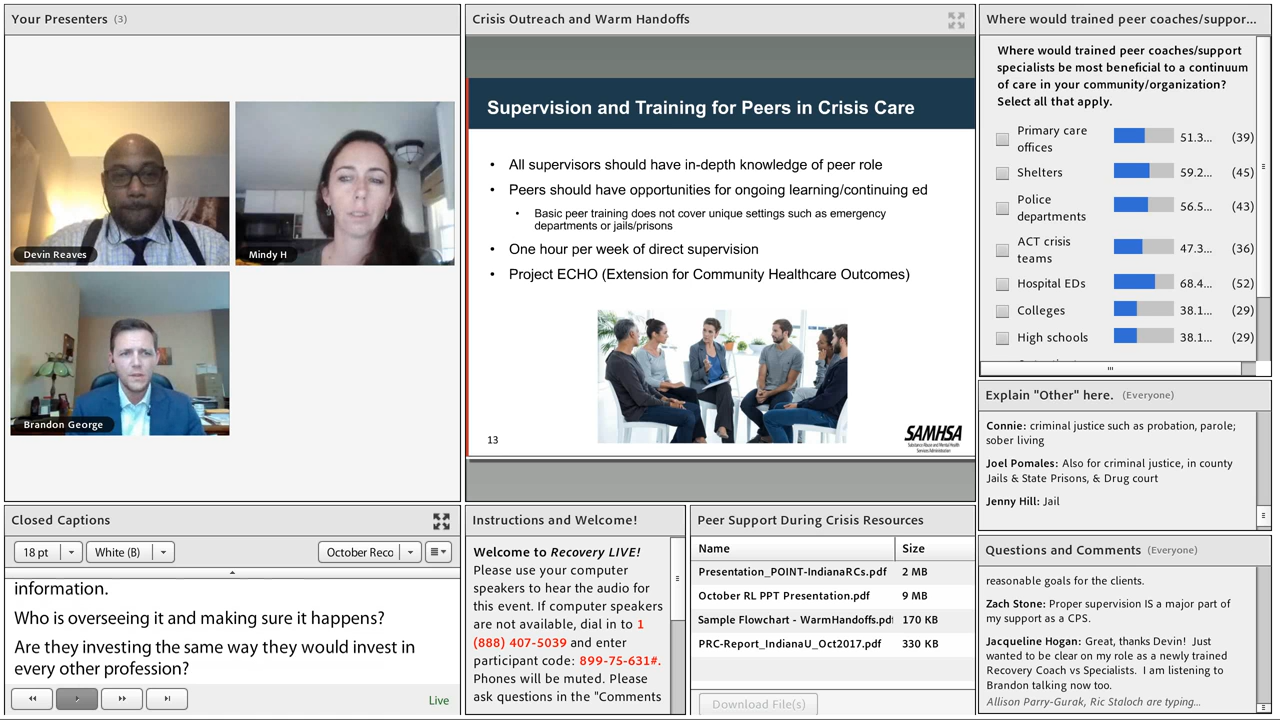 Your Presenters (3)
Devin Reaves
Mindy H
Brandon George
Crisis Outreach and Warm Handoffs
Supervision and Training for Peers in Crisis Care
• All supervisors should have in-depth knowledge of peer role
• Peers should have opportunities for ongoing learning/continuing ed
• Basic peer training does not cover unique settings such as emergency
departments or jails/prisons
• One hour per week of direct supervision
• Project ECHO (Extension for Community Healthcare Outcomes)
13
SAMHSA
Substance Abuse and Mental Health
Services Administration
Where would trained peer coaches/suppor...
Where would trained peer coaches/support
specialists be most beneficial to a continuum
of care in your community/organization?
Select all that apply.
Primary care
offices 51.3... (39)
Shelters 59.2... (45)
Police
departments 56.5... (43)
ACT crisis
teams 47.3... (36)
Hospital EDs 68.4... (52)
Colleges 38.1... (29)
High schools 38.1... (29)
Explain "Other" here. (Everyone)
Connie: criminal justice such as probation, parole;
sober living
Joel Pomales: Also for criminal justice, in county
Jails & State Prisons, & Drug court
Jenny Hill: Jail
Closed Captions
18 pt
White (B)
October Reco
information.
Who is overseeing it and making sure it happens?
Are they investing the same way they would invest in
every other profession?
Live
Instructions and Welcome!
Welcome to Recovery LIVE!
Please use your computer
speakers to hear the audio for
this event. If computer speakers
are not available, dial in to 1
(888) 407-5039 and enter
participant code: 899-75-631#.
Phones will be muted. Please
ask questions in the "Comments
Peer Support During Crisis Resources
Name Size
Presentation_POINT-IndianaRCs.pdf 2 MB
October RL PPT Presentation.pdf 9 MB
Sample Flowchart - WarmHandoffs.pdf 170 KB
PRC-Report_IndianaU_Oct2017.pdf 330 KB
Download File(s)
Questions and Comments (Everyone)
reasonable goals for the clients.
Zach Stone: Proper supervision IS a major part of
my support as a CPS.
Jacqueline Hogan: Great, thanks Devin! Just
wanted to be clear on my role as a newly trained
Recovery Coach vs Specialists. I am listening to
Brandon talking now too.
Allison Parry-Gurak, Ric Staloch are typing...